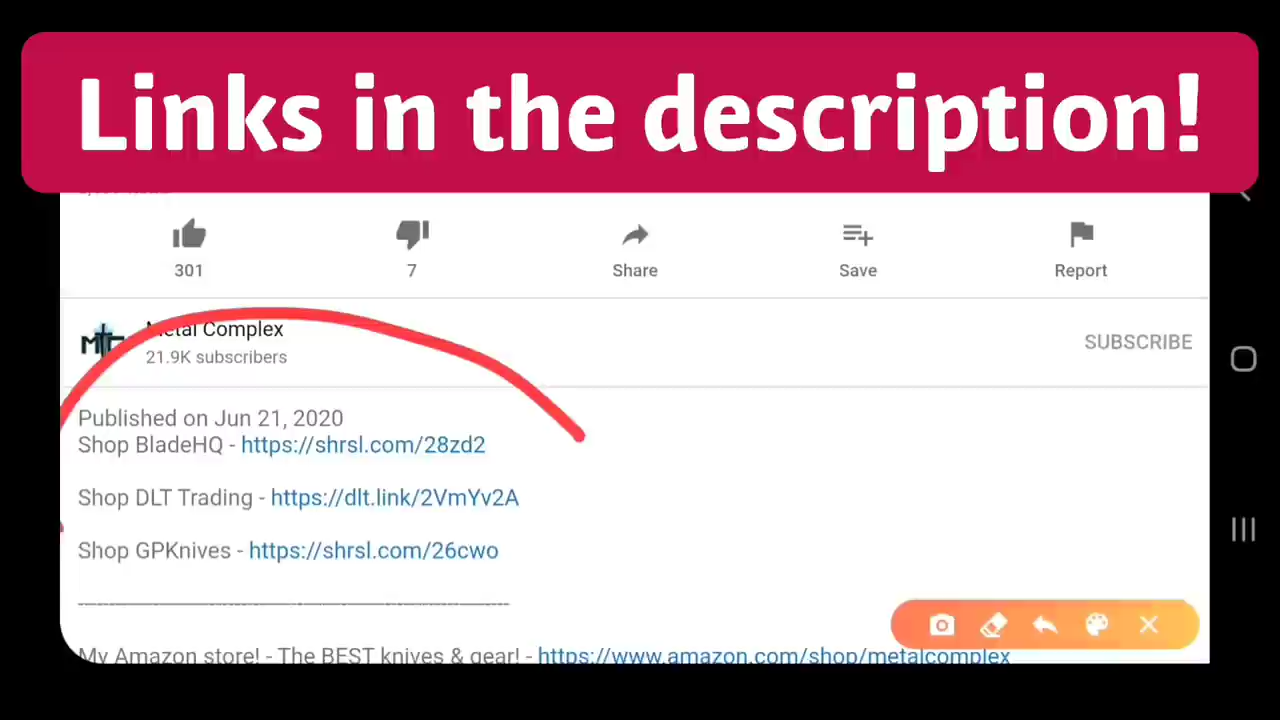 Links in the description!
301
7
Share
Save
Report
Metal Complex
21.9K subscribers
SUBSCRIBE
Published on Jun 21, 2020
Shop BladeHQ - https://shrsl.com/28zd2
Shop DLT Trading - https://dlt.link/2VmYv2A
Shop GPKnives - https://shrsl.com/26cwo
My Amazon store! - The BEST knives & gear! - https://www.amazon.com/shop/metalcomplex